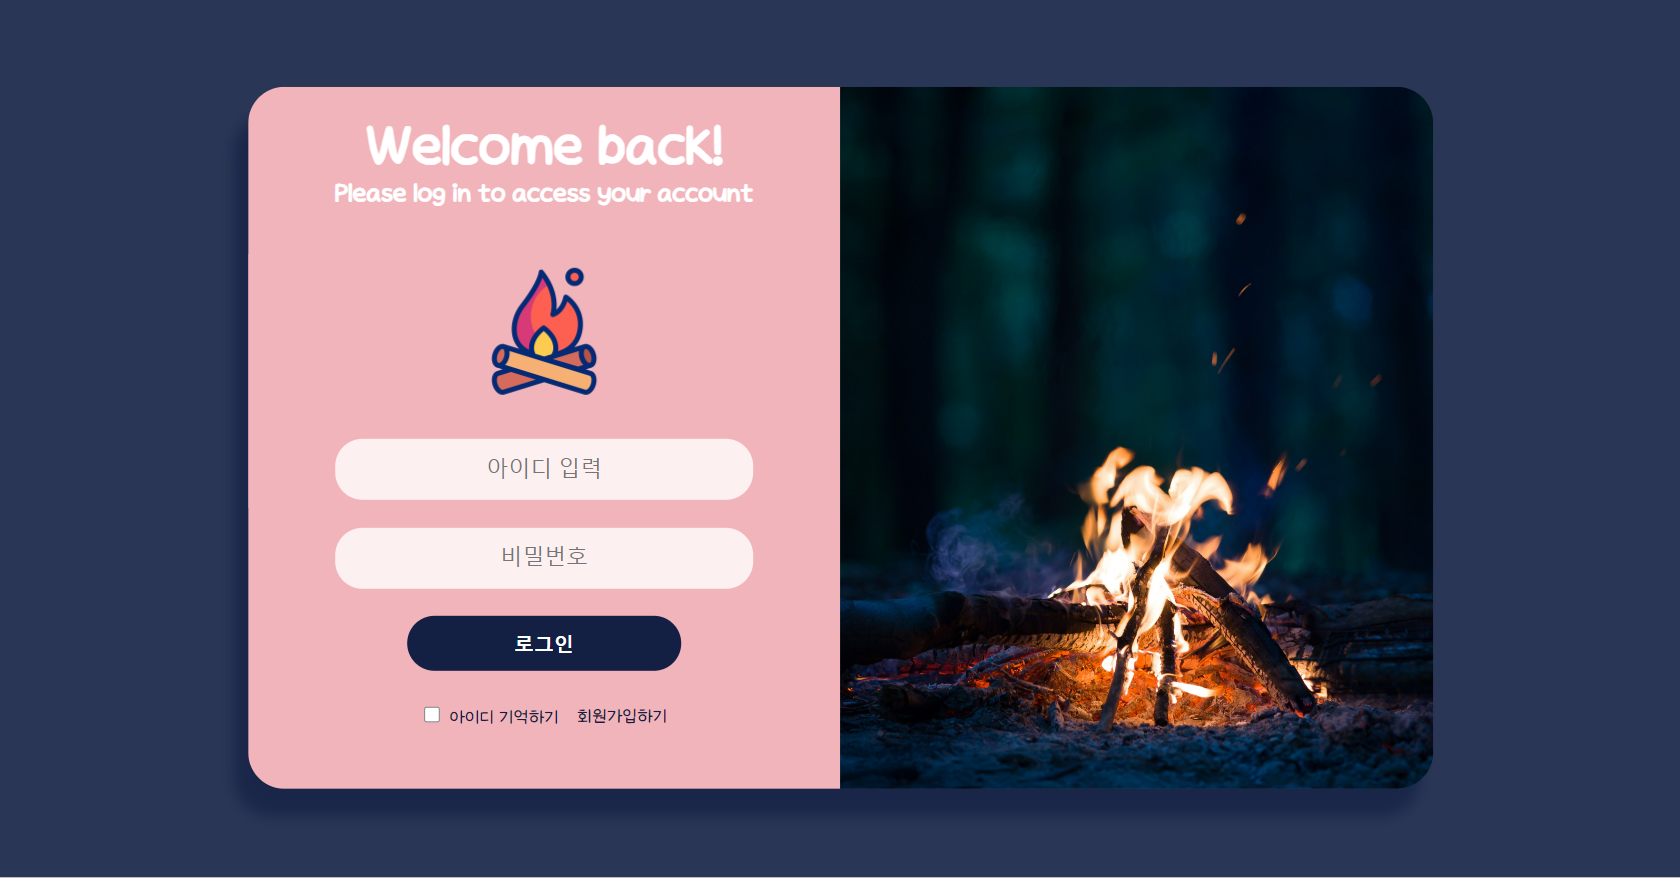 Welcome back!
Please log in to access your account
아이디 입력
비밀번호
로그인
아이디 기억하기 회원가입하기